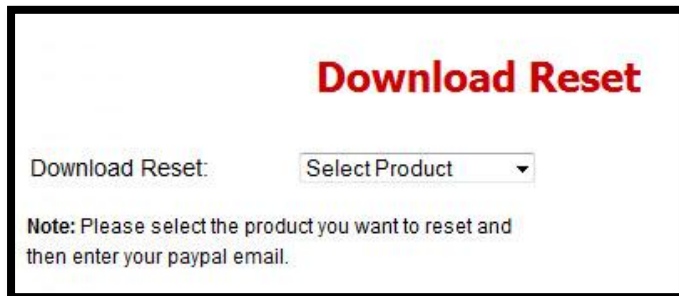 Download Reset
Download Reset: Select Product
Note: Please select the product you want to reset and
then enter your paypal email.